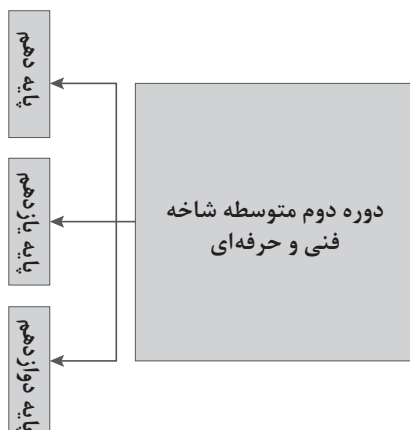 دوره دوم متوسطه شاخه
فنی و حرفه‌ای
پایه دهم
پایه یازدهم
پایه دوازدهم